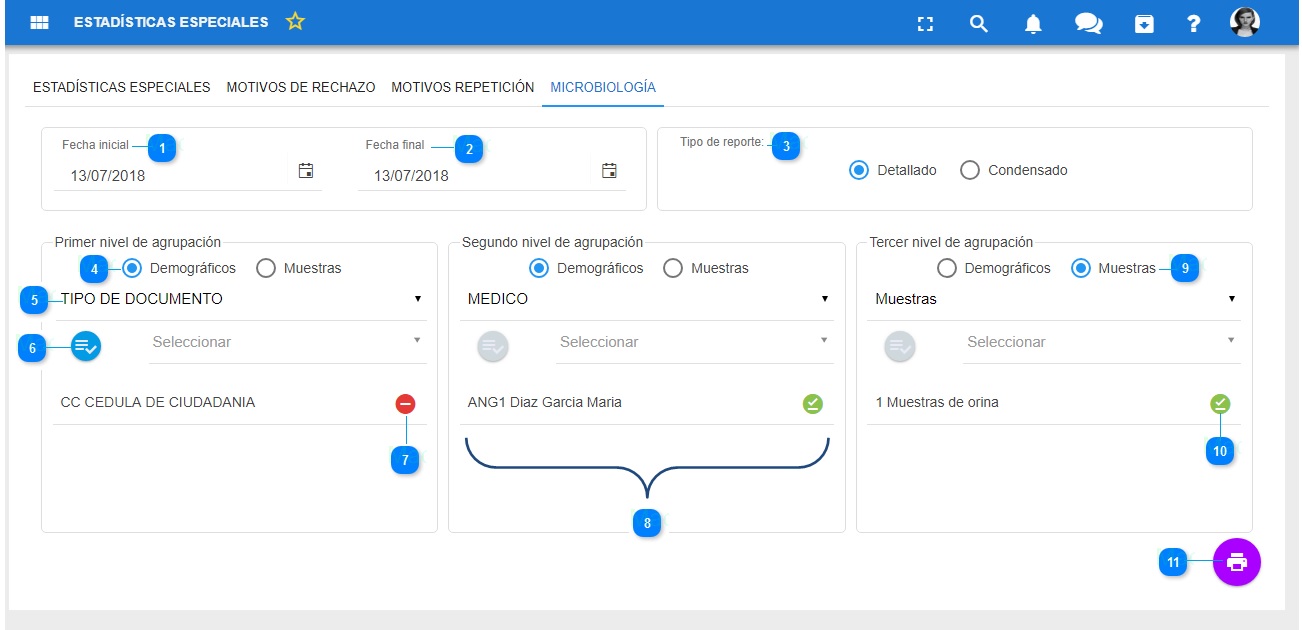 ESTADÍSTICAS ESPECIALES
ESTADÍSTICAS ESPECIALES MOTIVOS DE RECHAZO MOTIVOS REPETICIÓN MICROBIOLOGÍA
Fecha inicial 1 Fecha final 2 Tipo de reporte: 3
13/07/2018 13/07/2018 Detallado Condensado
Primer nivel de agrupación Segundo nivel de agrupación Tercer nivel de agrupación
4 Demográficos Muestras Demográficos Muestras Demográficos Muestras 9
5 TIPO DE DOCUMENTO MEDICO Muestras
6 Seleccionar Seleccionar Seleccionar
CC CEDULA DE CIUDADANIA ANG1 Diaz Garcia Maria 1 Muestras de orina
7 10
8
11